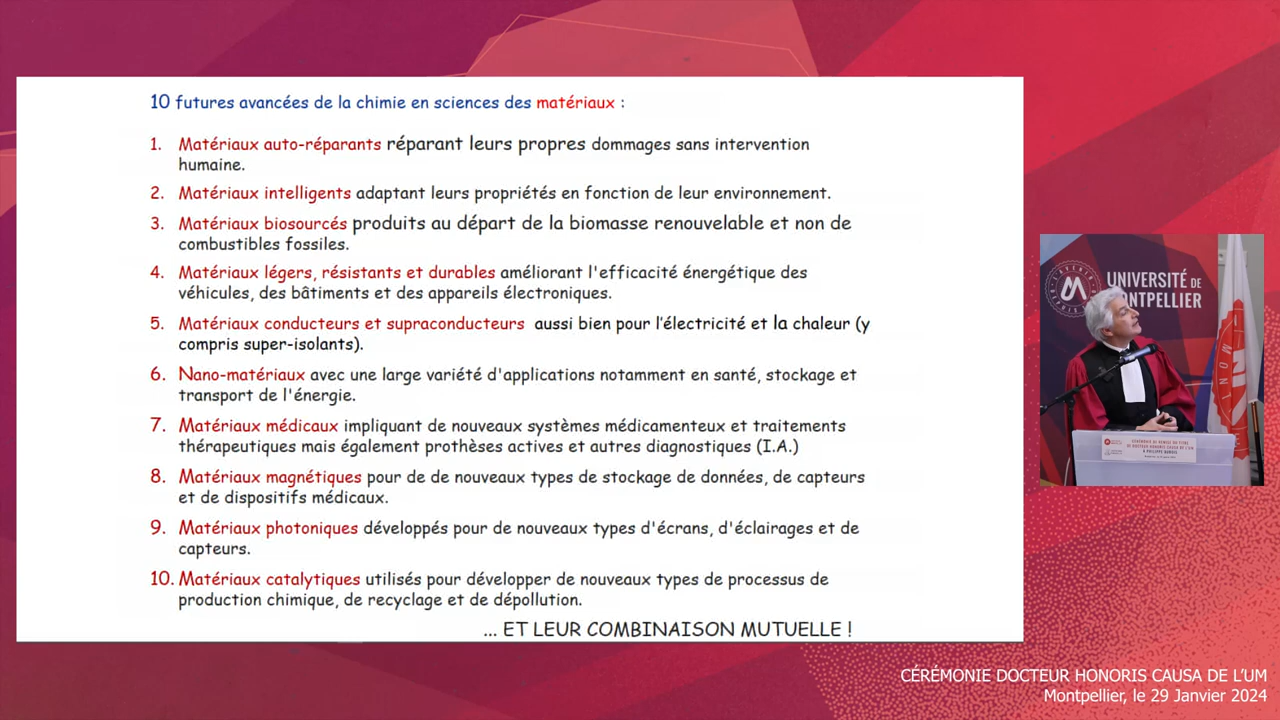 10 futures avancées de la chimie en sciences des matériaux :
1. Matériaux auto-réparants réparant leurs propres dommages sans intervention
humaine.
2. Matériaux intelligents adaptant leurs propriétés en fonction de leur environnement.
3. Matériaux biosourcés produits au départ de la biomasse renouvelable et non de
combustibles fossiles.
4. Matériaux légers, résistants et durables améliorant l'efficacité énergétique des
véhicules, des bâtiments et des appareils électroniques.
5. Matériaux conducteurs et supraconducteurs aussi bien pour l'électricité et la chaleur (y
compris super-isolants).
6. Nano-matériaux avec une large variété d'applications notamment en santé, stockage et
transport de l'énergie.
7. Matériaux médicaux impliquant de nouveaux systèmes médicamenteux et traitements
thérapeutiques mais également prothèses actives et autres diagnostiques (I.A.)
8. Matériaux magnétiques pour de de nouveaux types de stockage de données, de capteurs
et de dispositifs médicaux.
9. Matériaux photoniques développés pour de nouveaux types d'écrans, d'éclairages et de
capteurs.
10. Matériaux catalytiques utilisés pour développer de nouveaux types de processus de
production chimique, de recyclage et de dépollution.
... ET LEUR COMBINAISON MUTUELLE !
UNIVERSITÉ DE
MONTPELLIER
CÉRÉMONIE DOCTEUR HONORIS CAUSA DE L'UM
Montpellier, le 29 Janvier 2024